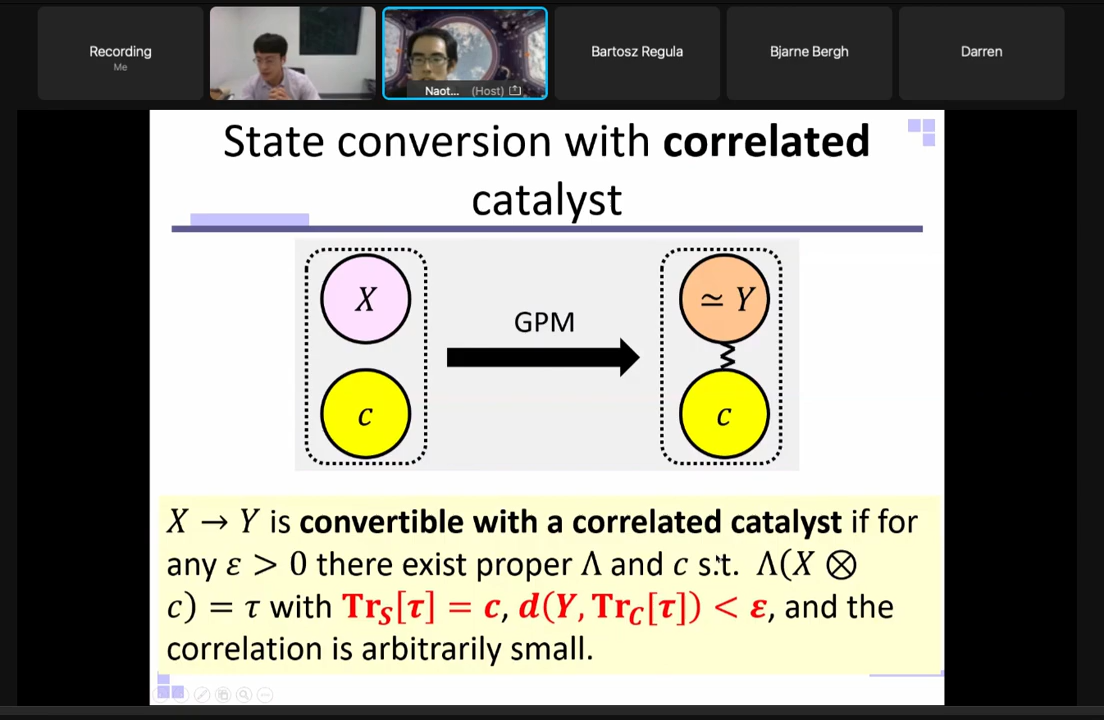 Recording
Me
Naot... (Host)
Bartosz Regula
Bjarne Bergh
Darren
State conversion with correlated
catalyst
X
GPM
≃ Y
c
c
X → Y is convertible with a correlated catalyst if for
any ε > 0 there exist proper Λ and c s.t. Λ(X ⊗
c) = τ with Tr_S[τ] = c, d(Y, Tr_C[τ]) < ε, and the
correlation is arbitrarily small.